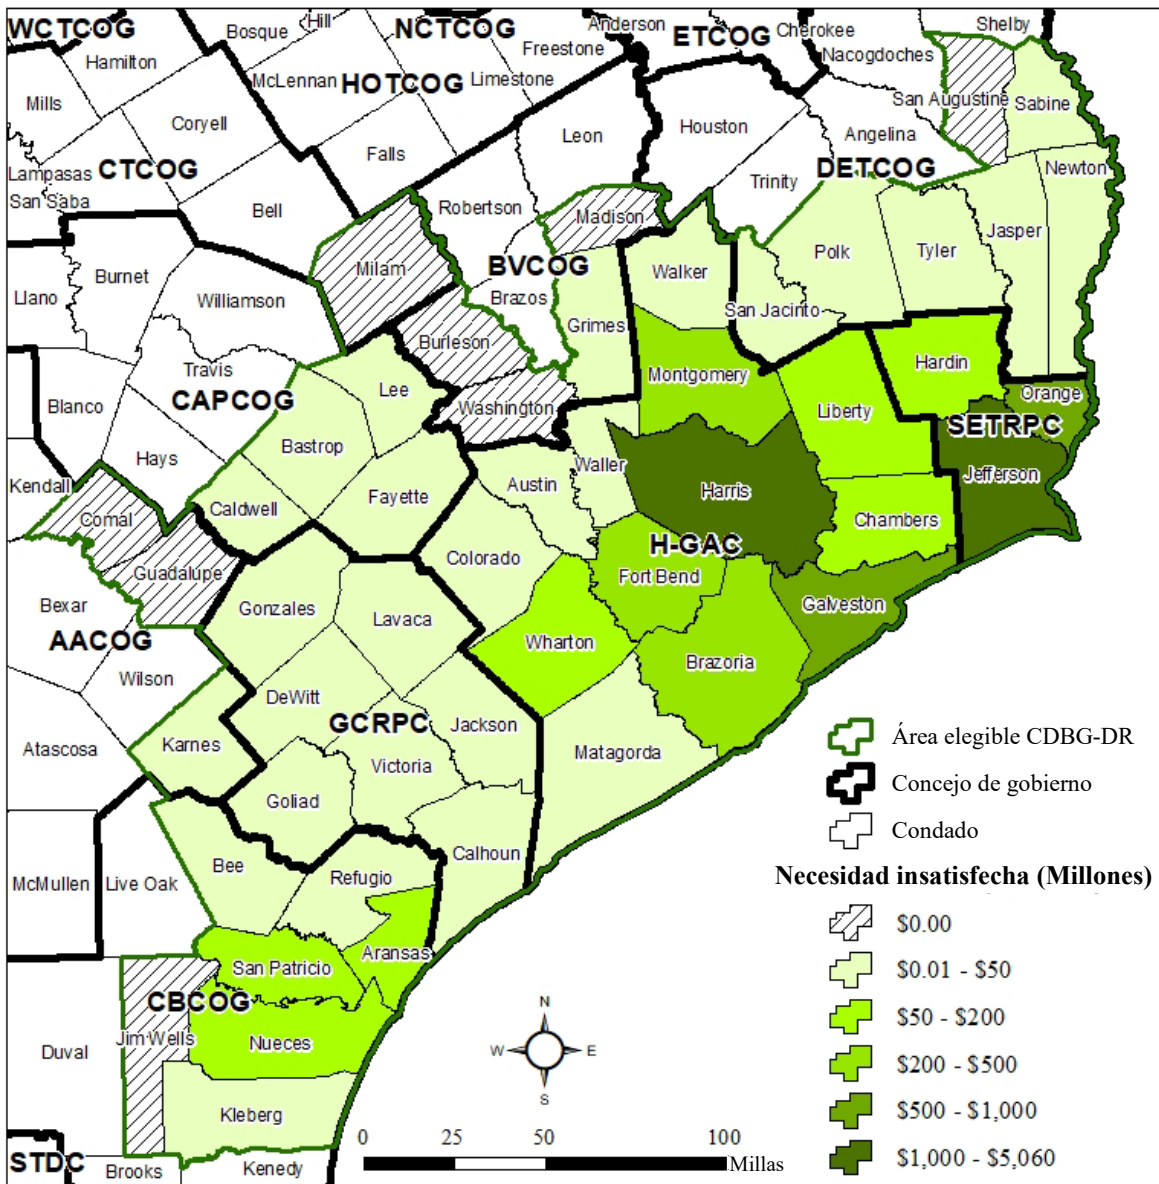 WCTCOG
Bosque
Hill
NCTCOG
Anderson
ETCOG
Cherokee
Shelby
Hamilton
Freestone
Nacogdoches
McLennan
HOTCOG
Limestone
Mills
San Augustine
Sabine
Coryell
Leon
Houston
Angelina
Lampasas
CTCOG
Falls
DETCOG
Newton
San Saba
Bell
Robertson
Trinity
Madison
Jasper
Burnet
Milam
BVCOG
Walker
Polk
Tyler
Llano
Williamson
Brazos
San Jacinto
Grimes
Burleson
Hardin
Travis
Montgomery
Lee
Orange
Blanco
CAPCOG
Washington
Liberty
SETRPC
Bastrop
Hays
Waller
Jefferson
Kendall
Austin
Harris
Caldwell
Fayette
Comal
Chambers
H-GAC
Colorado
Guadalupe
Fort Bend
Bexar
Gonzales
Lavaca
Galveston
AACOG
Wharton
Brazoria
Wilson
DeWitt
GCRPC
Jackson
Karnes
Atascosa
Matagorda
Victoria
Goliad
Calhoun
Bee
Refugio
McMullen
Live Oak
Aransas
San Patricio
CBCOG
Jim Wells
Nueces
Duval
Kleberg
STDC
Brooks
Kenedy
Área elegible CDBG-DR
Concejo de gobierno
Condado
Necesidad insatisfecha (Millones)
$0.00
$0.01 - $50
$50 - $200
$200 - $500
$500 - $1,000
$1,000 - $5,060
N
W E
S
0 25 50 100
Millas